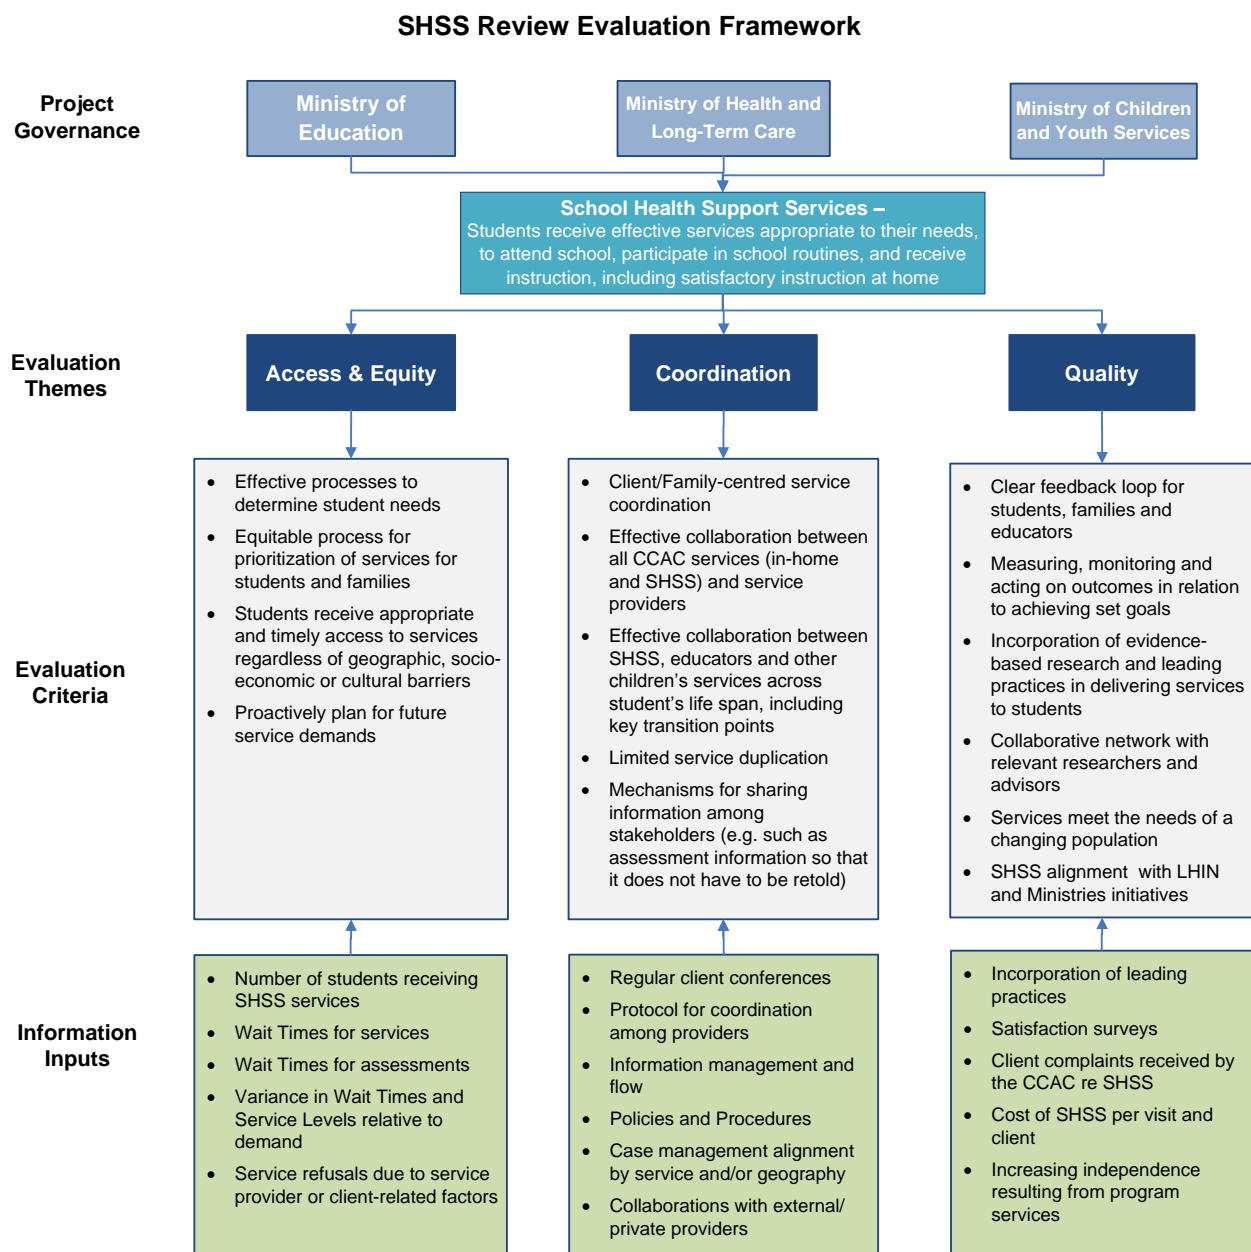 SHSS Review Evaluation Framework
Project
Governance
Ministry of
Education
Ministry of Health and
Long-Term Care
Ministry of Children
and Youth Services
School Health Support Services –
Students receive effective services appropriate to their needs,
to attend school, participate in school routines, and receive
instruction, including satisfactory instruction at home
Evaluation
Themes
Access & Equity
Coordination
Quality
Evaluation
Criteria
• Effective processes to
determine student needs
• Equitable process for
prioritization of services for
students and families
• Students receive appropriate
and timely access to services
regardless of geographic, socio-
economic or cultural barriers
• Proactively plan for future
service demands
• Client/Family-centred service
coordination
• Effective collaboration between
all CCAC services (in-home
and SHSS) and service
providers
• Effective collaboration between
SHSS, educators and other
children’s services across
student’s life span, including
key transition points
• Limited service duplication
• Mechanisms for sharing
information among
stakeholders (e.g. such as
assessment information so that
it does not have to be retold)
• Clear feedback loop for
students, families and
educators
• Measuring, monitoring and
acting on outcomes in relation
to achieving set goals
• Incorporation of evidence-
based research and leading
practices in delivering services
to students
• Collaborative network with
relevant researchers and
advisors
• Services meet the needs of a
changing population
• SHSS alignment with LHIN
and Ministries initiatives
Information
Inputs
• Number of students receiving
SHSS services
• Wait Times for services
• Wait Times for assessments
• Variance in Wait Times and
Service Levels relative to
demand
• Service refusals due to service
provider or client-related factors
• Regular client conferences
• Protocol for coordination
among providers
• Information management and
flow
• Policies and Procedures
• Case management alignment
by service and/or geography
• Collaborations with external/
private providers
• Incorporation of leading
practices
• Satisfaction surveys
• Client complaints received by
the CCAC re SHSS
• Cost of SHSS per visit and
client
• Increasing independence
resulting from program
services